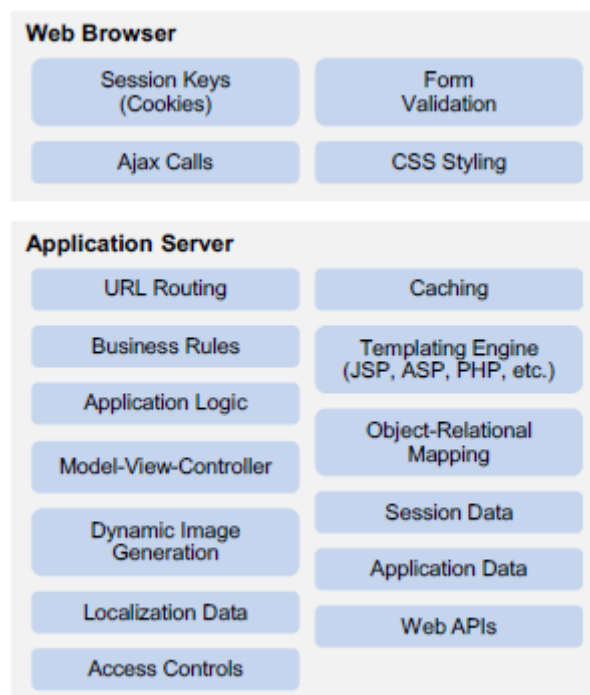 Web Browser
Session Keys
(Cookies)
Form
Validation
Ajax Calls
CSS Styling
Application Server
URL Routing
Caching
Business Rules
Templating Engine
(JSP, ASP, PHP, etc.)
Application Logic
Object-Relational
Mapping
Model-View-Controller
Session Data
Dynamic Image
Generation
Application Data
Localization Data
Web APIs
Access Controls